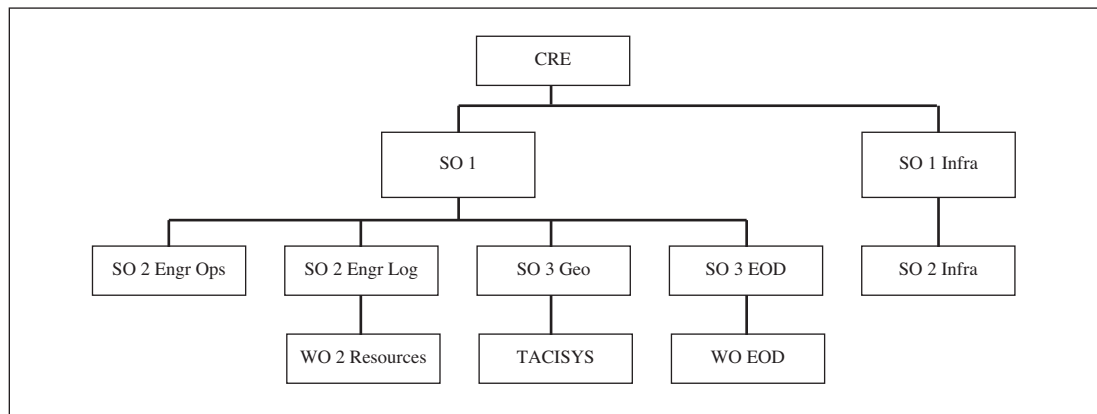 CRE
SO 1
SO 1 Infra
SO 2 Engr Ops
SO 2 Engr Log
SO 3 Geo
SO 3 EOD
SO 2 Infra
WO 2 Resources
TACISYS
WO EOD